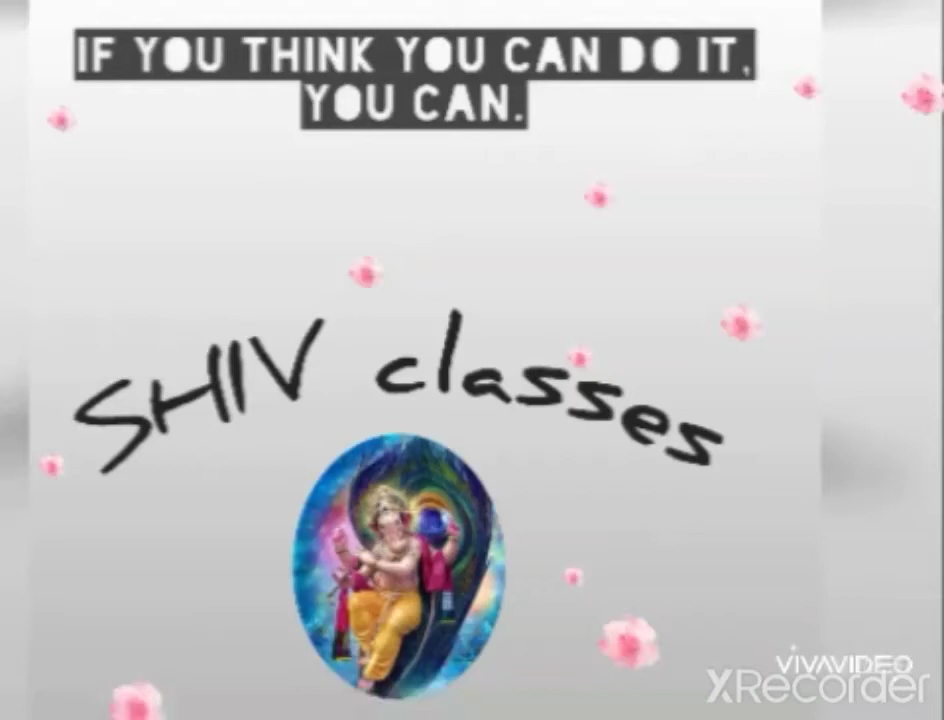 IF YOU THINK YOU CAN DO IT,
YOU CAN.
SHIV classes
VIVAVIDEO
XRecorder